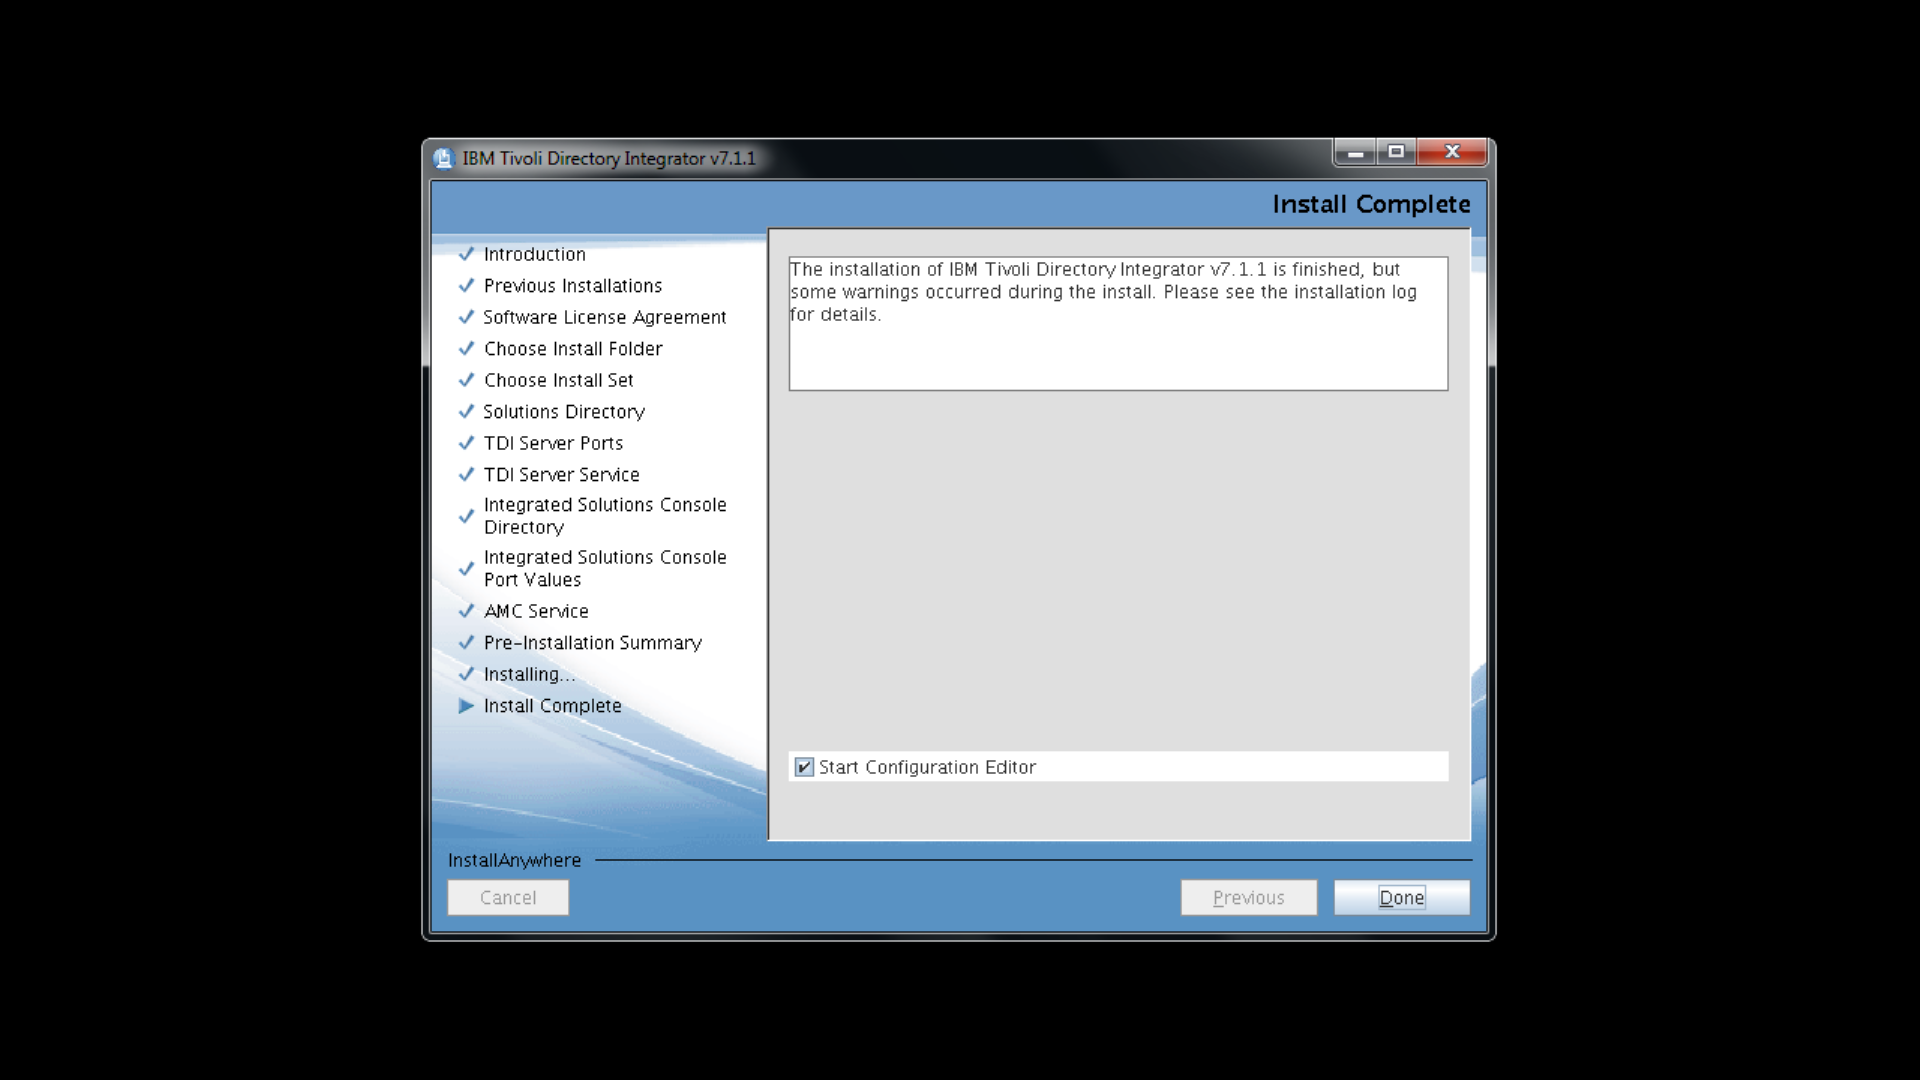 IBM Tivoli Directory Integrator v7.1.1
Install Complete
Introduction
Previous Installations
Software License Agreement
Choose Install Folder
Choose Install Set
Solutions Directory
TDI Server Ports
TDI Server Service
Integrated Solutions Console
Directory
Integrated Solutions Console
Port Values
AMC Service
Pre-Installation Summary
Installing...
Install Complete
The installation of IBM Tivoli Directory Integrator v7.1.1 is finished, but
some warnings occurred during the install. Please see the installation log
for details.
Start Configuration Editor
InstallAnywhere
Cancel
Previous
Done